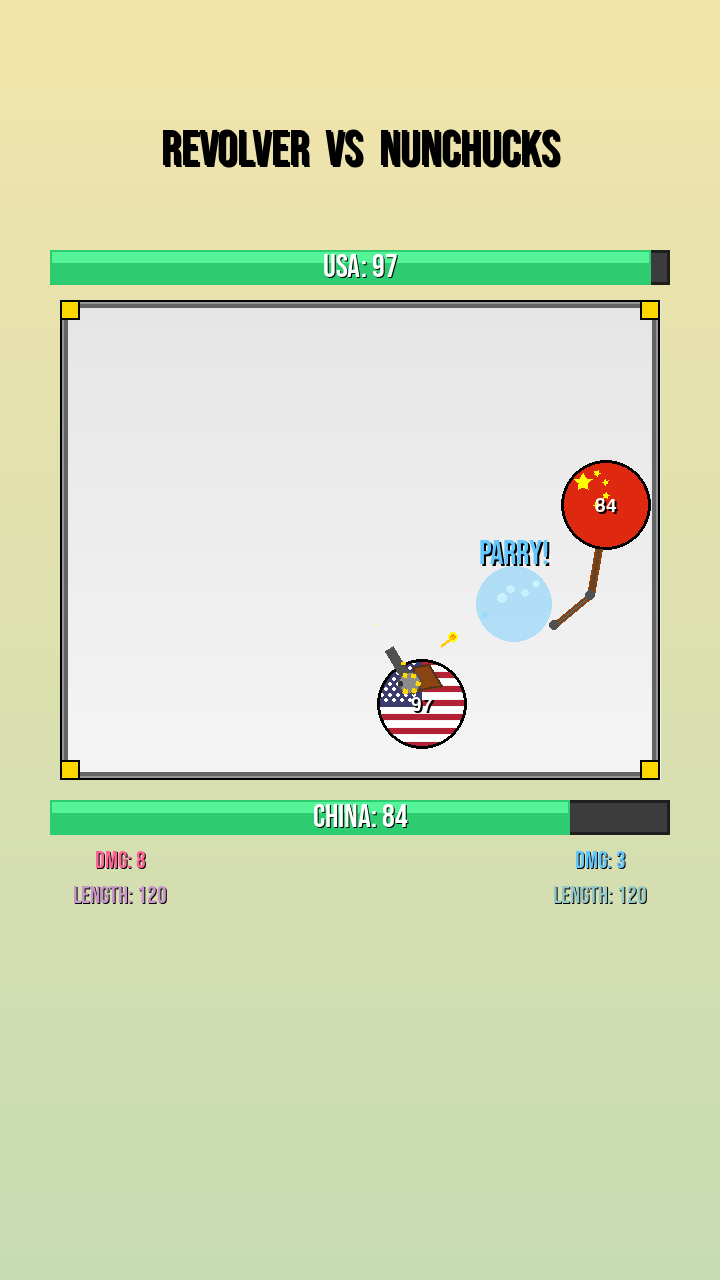 REVOLVER VS NUNCHUCKS
USA: 97
84
PARRY!
97
CHINA: 84
DMG: 8
DMG: 3
LENGTH: 120
LENGTH: 120